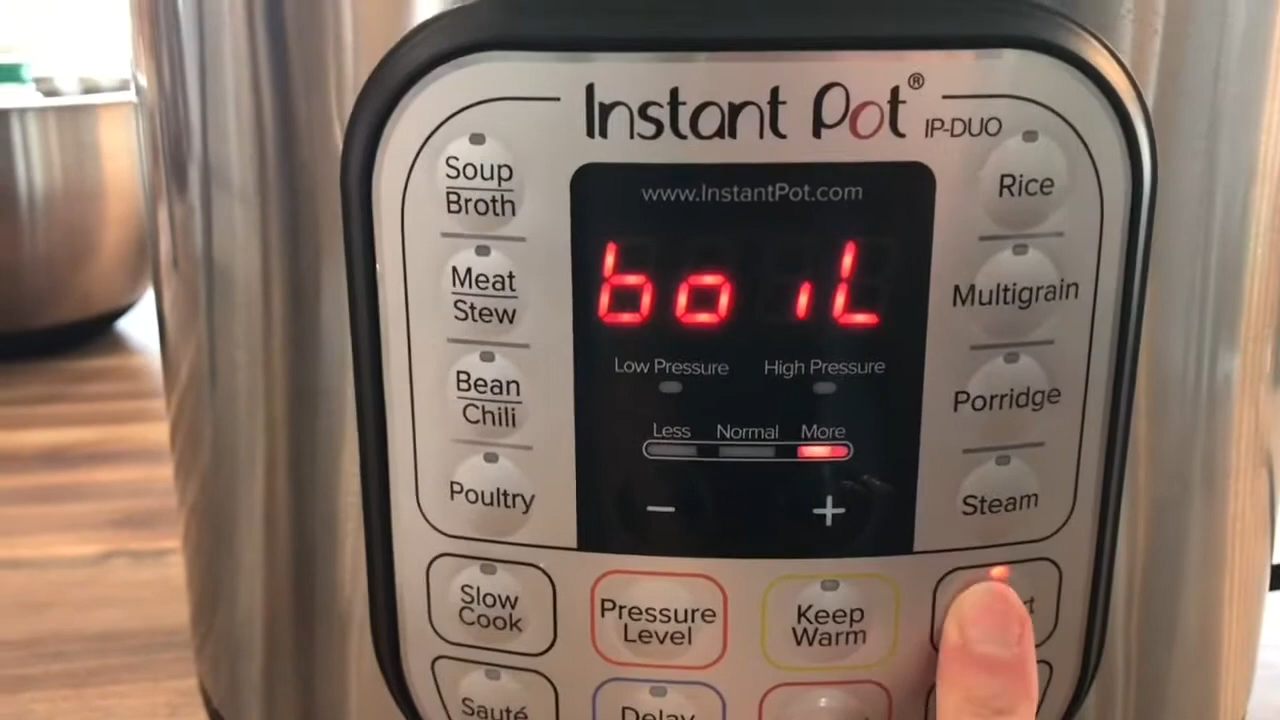 Instant Pot® IP-DUO
www.InstantPot.com
boiL
Low Pressure High Pressure
Less Normal More
− +
Soup
Broth
Meat
Stew
Bean
Chili
Poultry
Rice
Multigrain
Porridge
Steam
Slow
Cook
Pressure
Level
Keep
Warm
Sauté
Delay